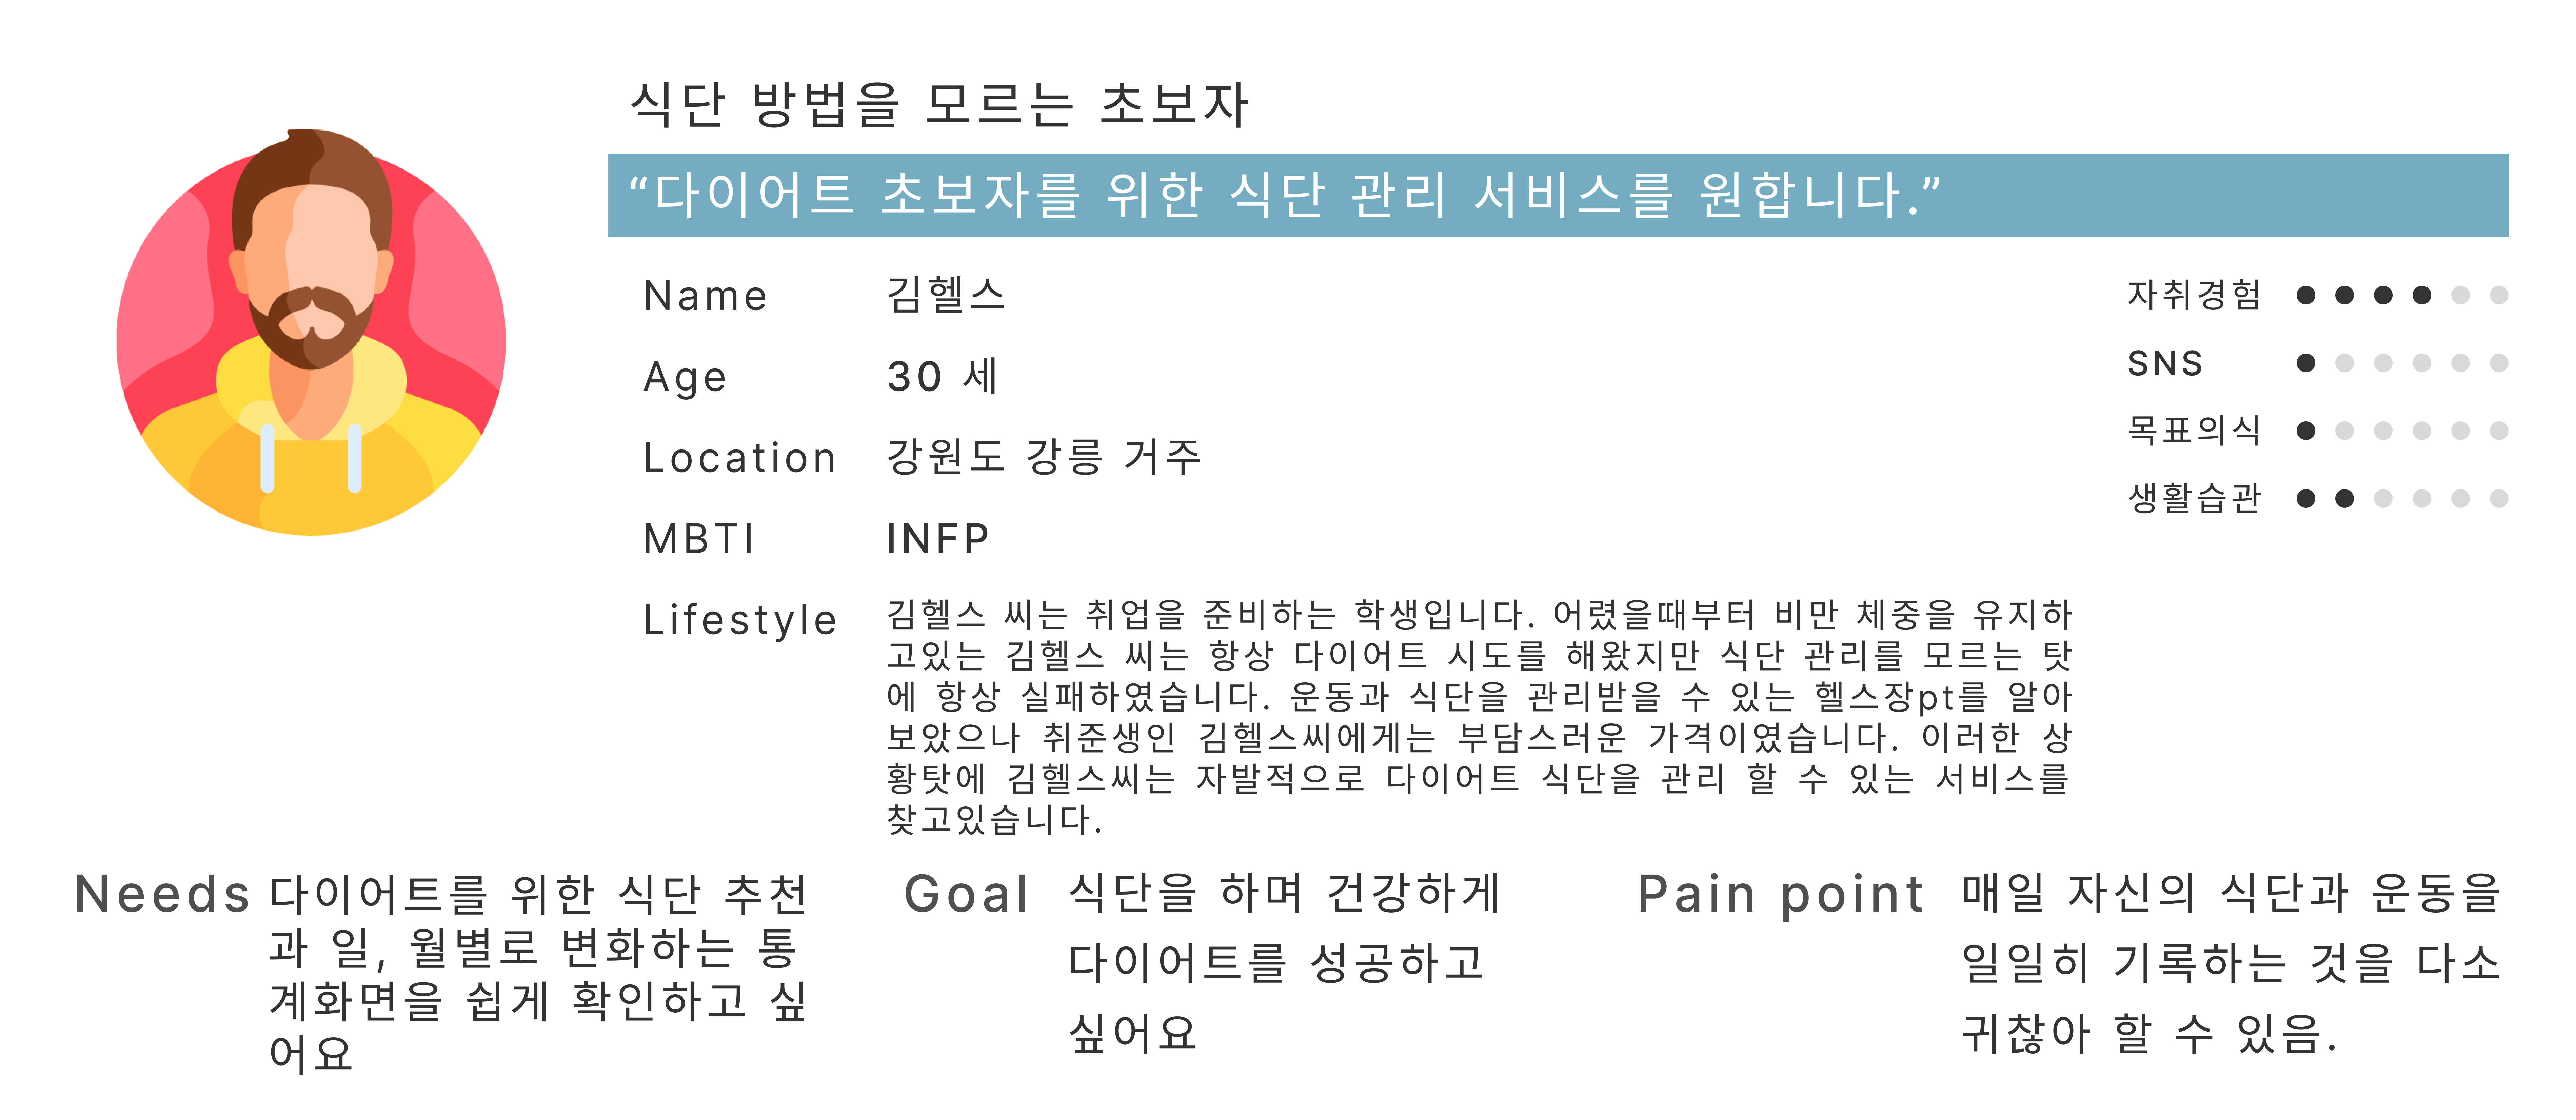 식단 방법을 모르는 초보자
“다이어트 초보자를 위한 식단 관리 서비스를 원합니다.”
Name 김헬스
Age 30 세
Location 강원도 강릉 거주
MBTI INFP
자취경험
SNS
목표의식
생활습관
Lifestyle 김헬스 씨는 취업을 준비하는 학생입니다. 어렸을때부터 비만 체중을 유지하
고있는 김헬스 씨는 항상 다이어트 시도를 해왔지만 식단 관리를 모르는 탓
에 항상 실패하였습니다. 운동과 식단을 관리받을 수 있는 헬스장pt를 알아
보았으나 취준생인 김헬스씨에게는 부담스러운 가격이였습니다. 이러한 상
황탓에 김헬스씨는 자발적으로 다이어트 식단을 관리 할 수 있는 서비스를
찾고있습니다.
Needs 다이어트를 위한 식단 추천
과 일, 월별로 변화하는 통
계화면을 쉽게 확인하고 싶
어요
Goal 식단을 하며 건강하게
다이어트를 성공하고
싶어요
Pain point 매일 자신의 식단과 운동을
일일히 기록하는 것을 다소
귀찮아 할 수 있음.